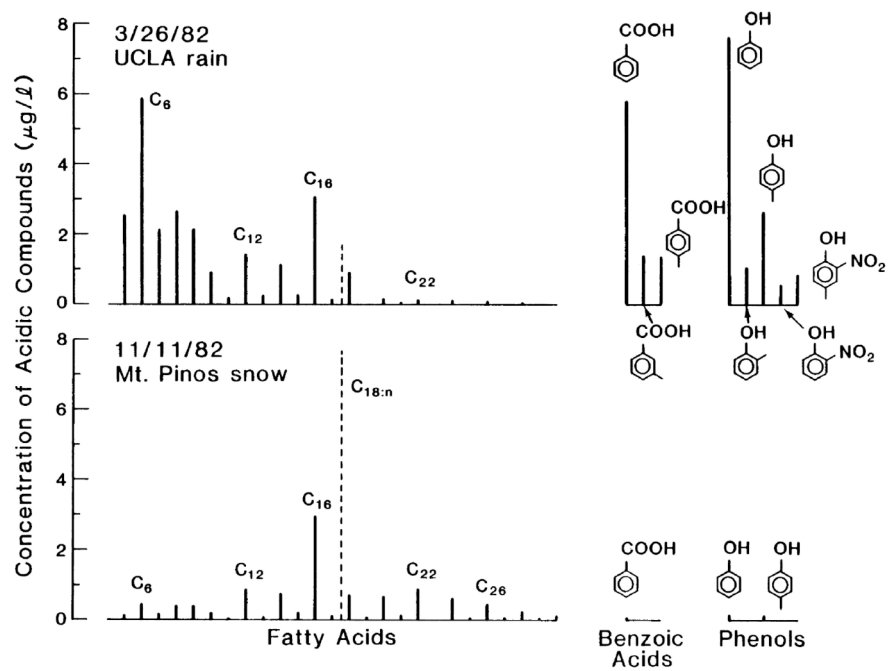 Concentration of Acidic Compounds (μg/ℓ)
8
6
4
2
0
3/26/82
UCLA rain
C6
C12
C16
C22
COOH
COOH
COOH
OH
OH
OH
NO2
OH
OH
NO2
8
6
4
2
0
11/11/82
Mt. Pinos snow
C18:n
C16
C6
C12
C22
C26
COOH
OH
OH
Fatty Acids
Benzoic
Acids
Phenols